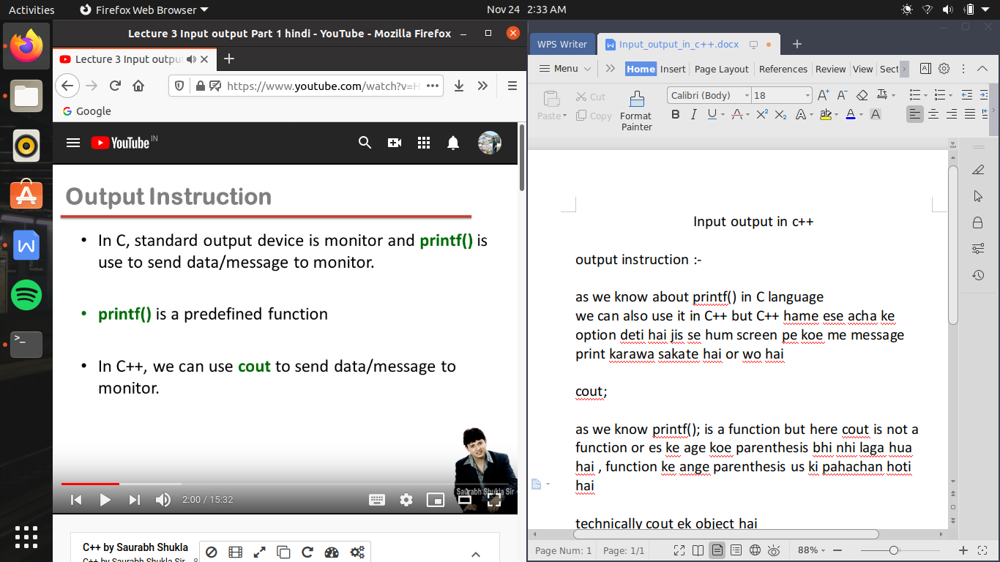 Activities
Firefox Web Browser
Nov 24 2:33 AM
Lecture 3 Input output Part 1 hindi - YouTube - Mozilla Firefox
Lecture 3 Input outpu
https://www.youtube.com/watch?v=H
Google
YouTube IN
Output Instruction
• In C, standard output device is monitor and printf() is
use to send data/message to monitor.
• printf() is a predefined function
• In C++, we can use cout to send data/message to
monitor.
Saurabh Shukla Sir
2:00 / 15:32
C++ by Saurabh Shukla
C++ by Saurabh Shukla Sir
WPS Writer
Input_output_in_c++.docx
Menu
Home Insert Page Layout References Review View Sect
Paste
Cut
Copy
Format
Painter
Calibri (Body) 18
Input output in c++
output instruction :-
as we know about printf() in C language
we can also use it in C++ but C++ hame ese acha ke
option deti hai jis se hum screen pe koe me message
print karawa sakate hai or wo hai
cout;
as we know printf(); is a function but here cout is not a
function or es ke age koe parenthesis bhi nhi laga hua
hai , function ke ange parenthesis us ki pahachan hoti
hai
technically cout ek object hai
Page Num: 1 Page: 1/1
88%